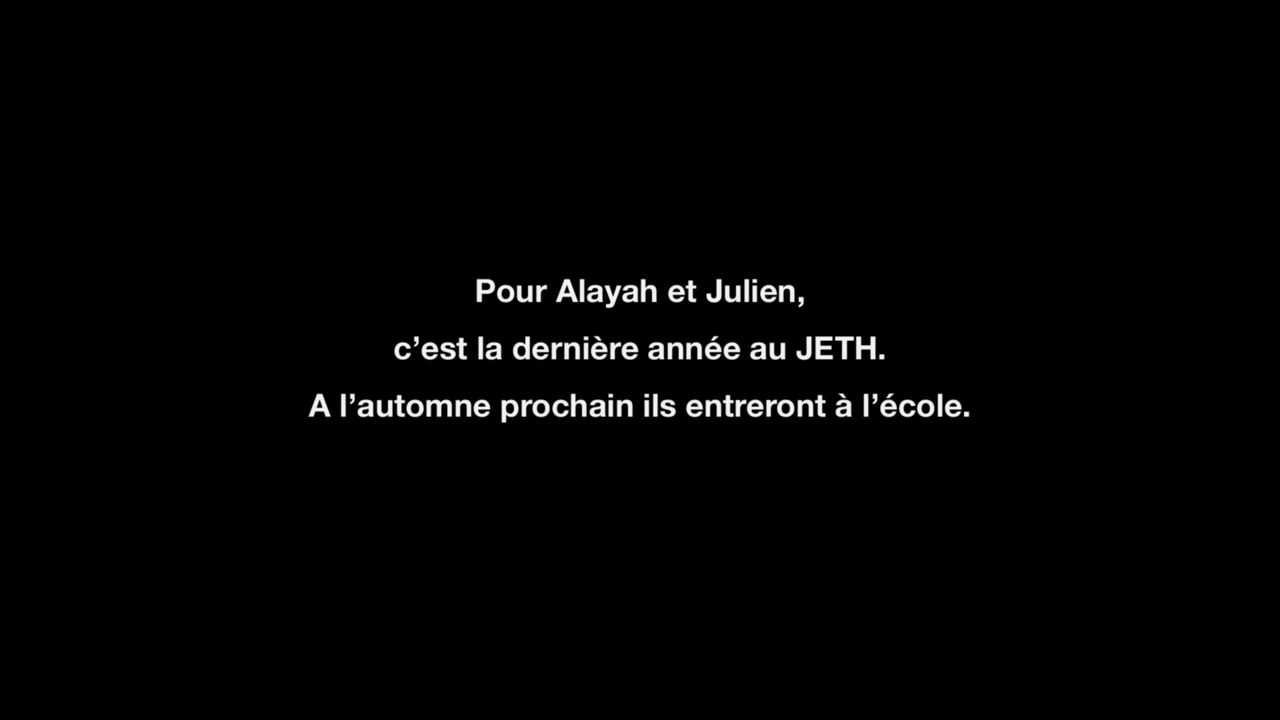 Pour Alayah et Julien,
c’est la dernière année au JETH.
A l’automne prochain ils entreront à l’école.